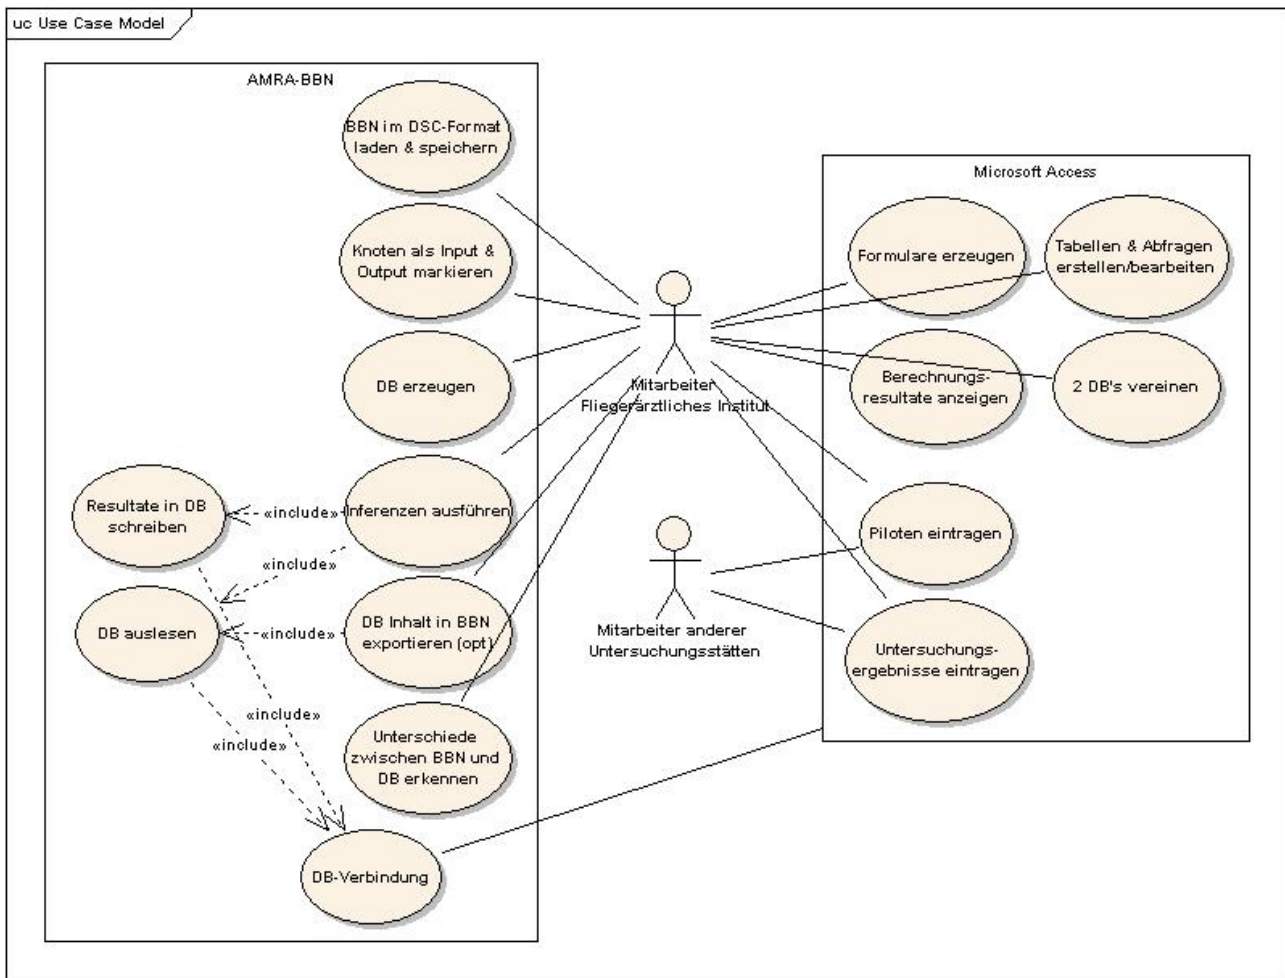 uc Use Case Model
AMRA-BBN
BBN im DSC-Format
laden & speichern
Knoten als Input &
Output markieren
DB erzeugen
Inferenzen ausführen
DB Inhalt in BBN
exportieren (opt)
Unterschiede
zwischen BBN und
DB erkennen
DB-Verbindung
Resultate in DB
schreiben
DB auslesen
«include»
«include»
«include»
«include»
«include»
Mitarbeiter
Fliegerärztliches Institut
Mitarbeiter anderer
Untersuchungsstätten
Microsoft Access
Formulare erzeugen
Tabellen & Abfragen
erstellen/bearbeiten
Berechnungs-
resultate anzeigen
2 DB's vereinen
Piloten eintragen
Untersuchungs-
ergebnisse eintragen